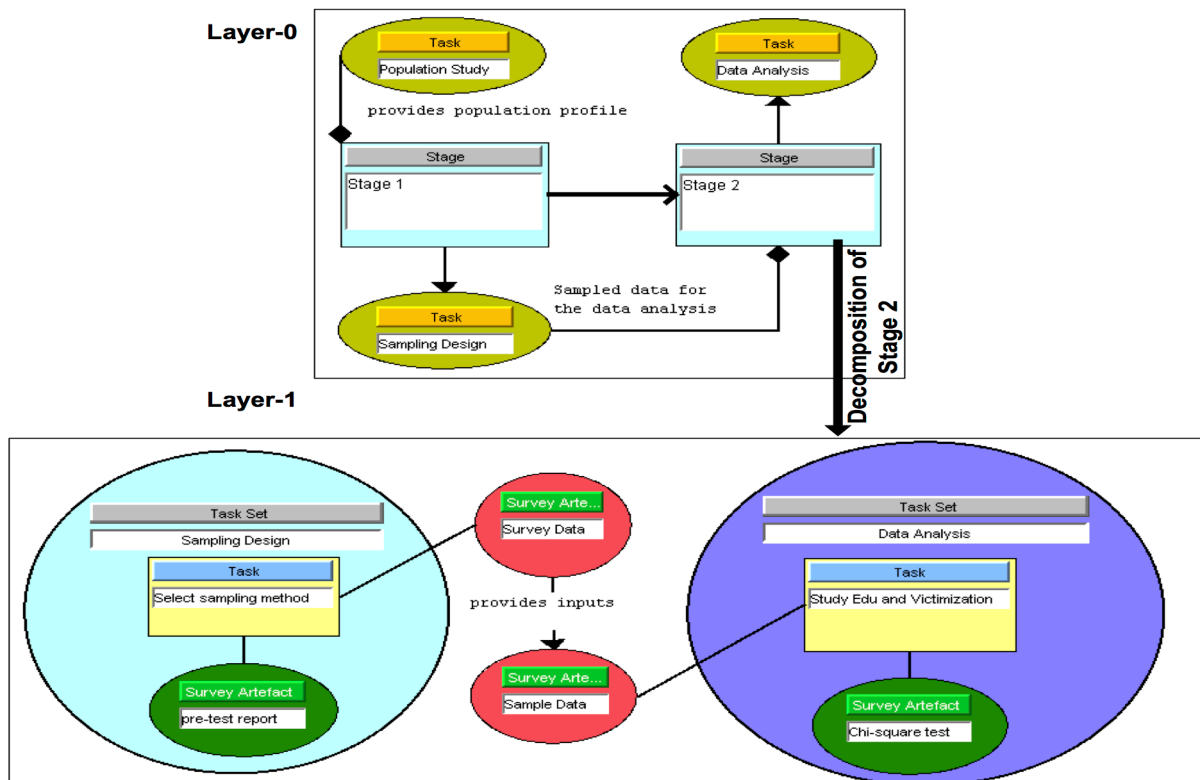 Layer-0
Task
Population Study
Task
Data Analysis
provides population profile
Stage
Stage 1
Stage
Stage 2
Sampled data for
the data analysis
Task
Sampling Design
Decomposition of
Stage 2
Layer-1
Task Set
Sampling Design
Task
Select sampling method
Survey Artefact
pre-test report
Survey Arte...
Survey Data
provides inputs
Survey Arte...
Sample Data
Task Set
Data Analysis
Task
Study Edu and Victimization
Survey Artefact
Chi-square test